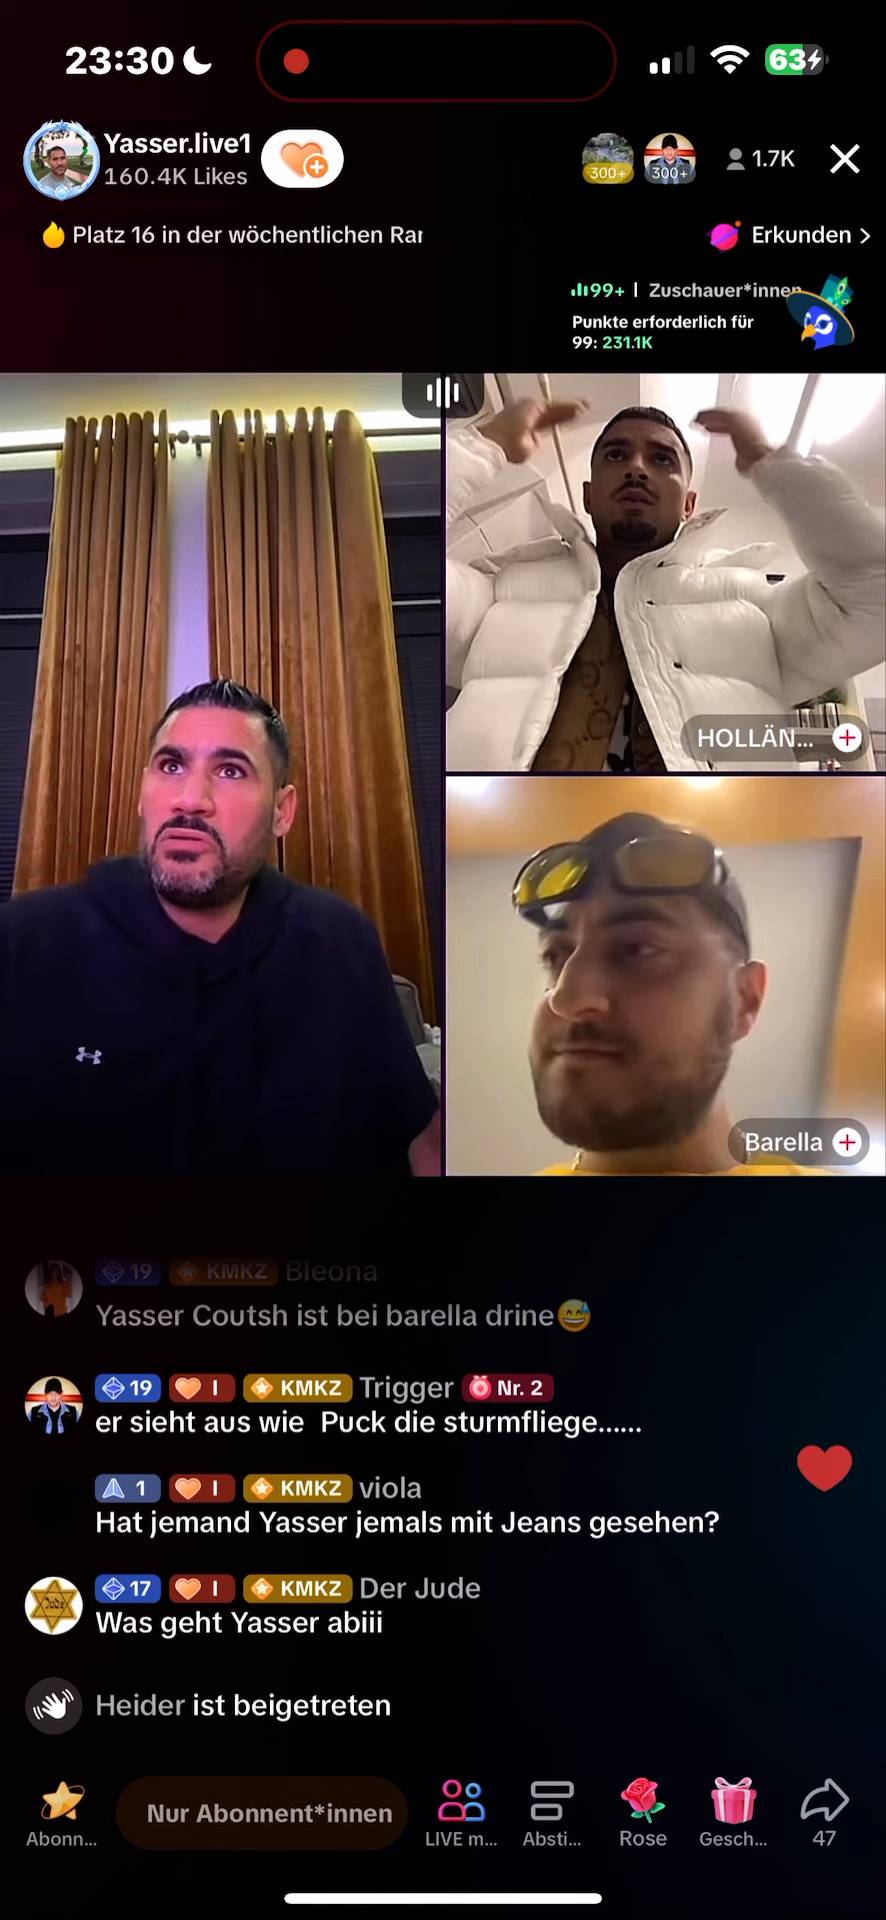 23:30
63
Yasser.live1
160.4K Likes
300+
300+
1.7K
Platz 16 in der wöchentlichen Rar
Erkunden >
99+ | Zuschauer*innen
Punkte erforderlich für
99: 231.1K
HOLLÄN...
Barella
19 KMKZ Bleona
Yasser Coutsh ist bei barella drine😅
19 I KMKZ Trigger Nr. 2
er sieht aus wie Puck die sturmfliege......
1 I KMKZ viola
Hat jemand Yasser jemals mit Jeans gesehen?
Jude
17 I KMKZ Der Jude
Was geht Yasser abiii
Heider ist beigetreten
Nur Abonnent*innen
Abonn...
LIVE m...
Absti...
Rose
Gesch...
47